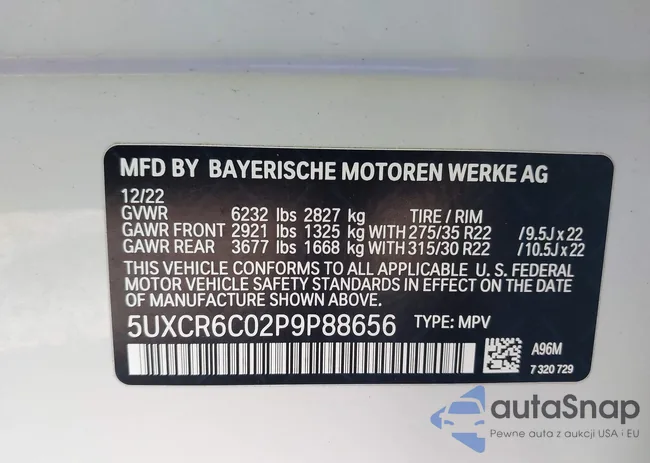 MFD BY BAYERISCHE MOTOREN WERKE AG
12/22
GVWR 6232 lbs 2827 kg TIRE / RIM
GAWR FRONT 2921 lbs 1325 kg WITH 275/35 R22 / 9.5J x 22
GAWR REAR 3677 lbs 1668 kg WITH 315/30 R22 / 10.5J x 22
THIS VEHICLE CONFORMS TO ALL APPLICABLE U.S. FEDERAL
MOTOR VEHICLE SAFETY STANDARDS IN EFFECT ON THE
DATE OF MANUFACTURE SHOWN ABOVE.
5UXCR6C02P9P88656 TYPE: MPV
A96M
7 320 729
autaSnap
Pewne auta z aukcji USA i EU